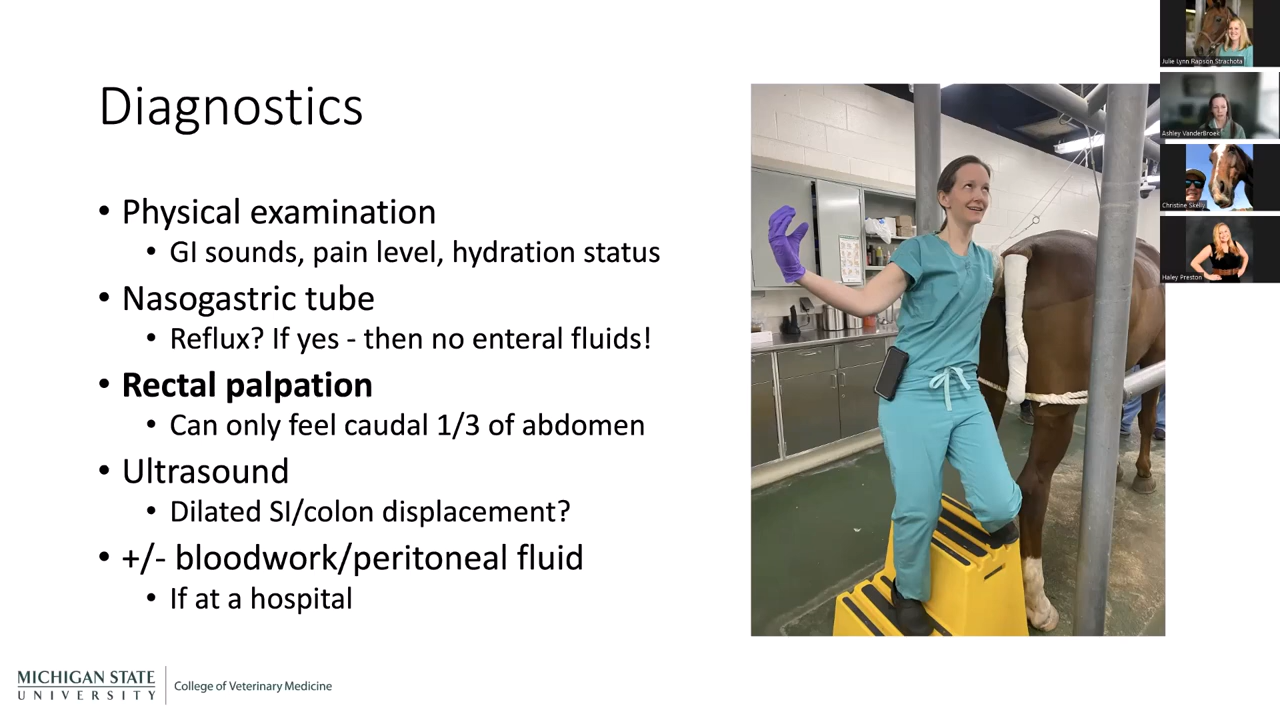 Diagnostics
• Physical examination
• GI sounds, pain level, hydration status
• Nasogastric tube
• Reflux? If yes - then no enteral fluids!
• Rectal palpation
• Can only feel caudal 1/3 of abdomen
• Ultrasound
• Dilated SI/colon displacement?
• +/- bloodwork/peritoneal fluid
• If at a hospital
MICHIGAN STATE
UNIVERSITY
College of Veterinary Medicine
Julie Lynn Rapson Strachota
Ashley VanderBroek
Christine Skelly
Haley Preston